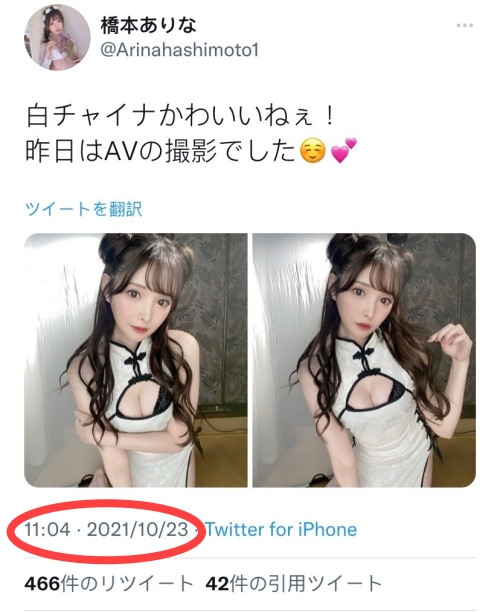 橋本ありな
@Arinahashimoto1
白チャイナかわいいねぇ！
昨日はAVの撮影でした☺️💕
ツイートを翻訳
11:04 · 2021/10/23 · Twitter for iPhone
466件のリツイート 42件の引用ツイート